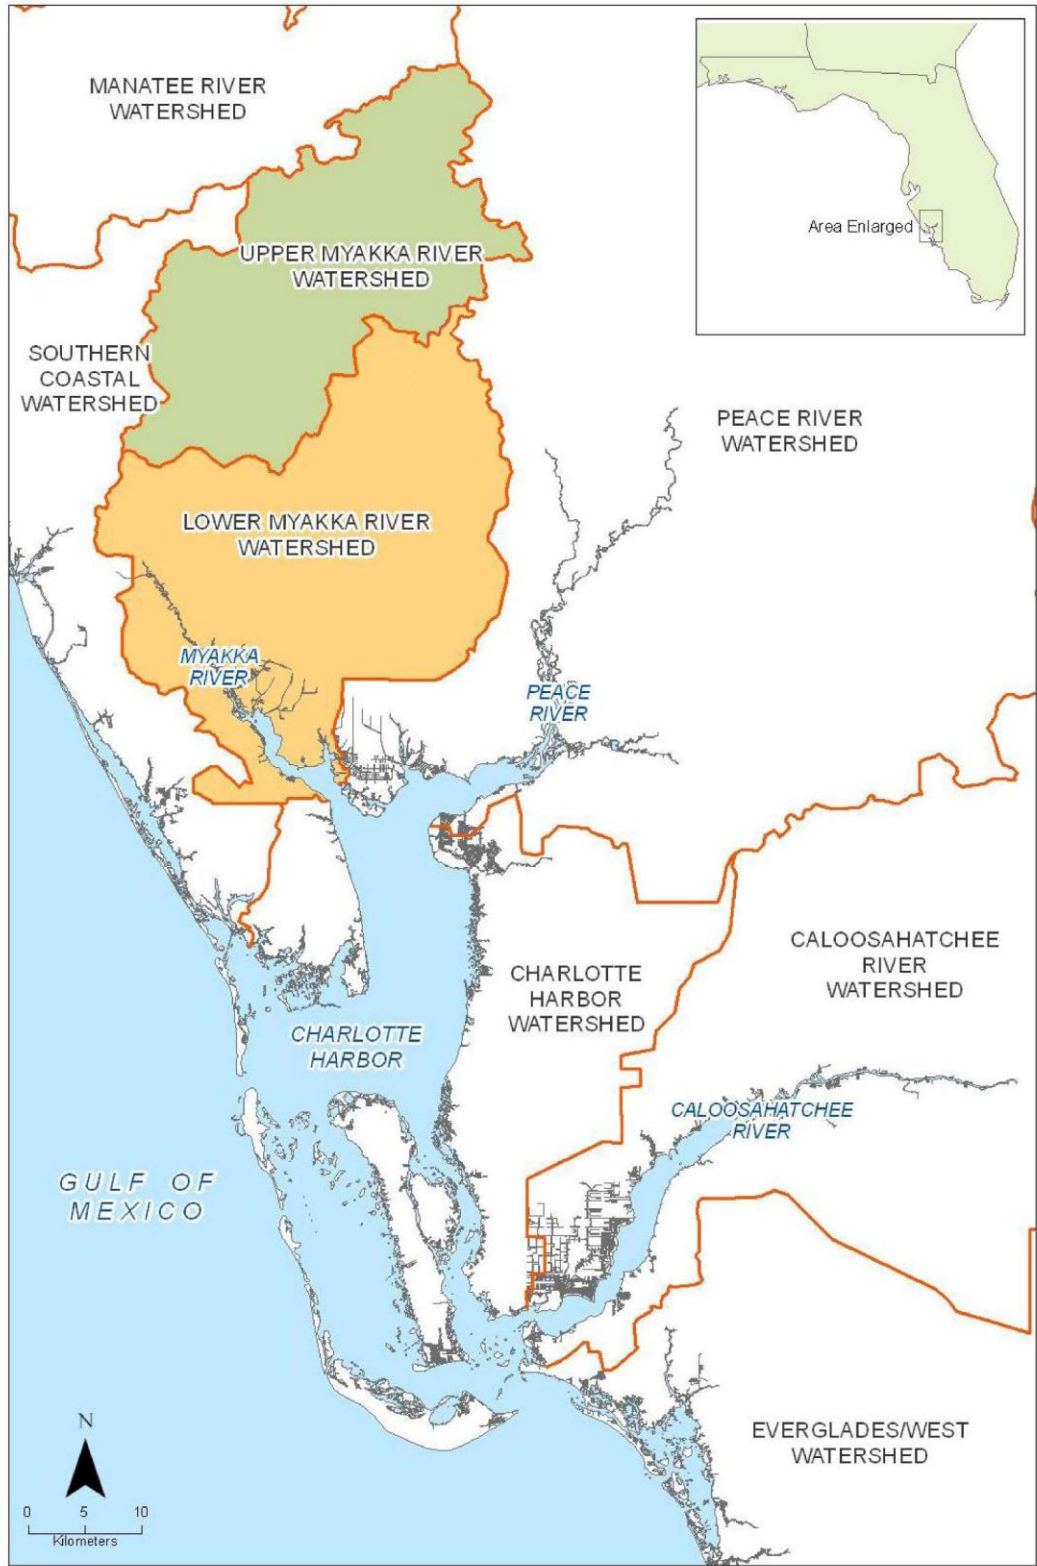 MANATEE RIVER
WATERSHED
Area Enlarged
UPPER MYAKKA RIVER
WATERSHED
SOUTHERN
COASTAL
WATERSHED
PEACE RIVER
WATERSHED
LOWER MYAKKA RIVER
WATERSHED
MYAKKA
RIVER
PEACE
RIVER
CALOOSAHATCHEE
RIVER
WATERSHED
CHARLOTTE
HARBOR
WATERSHED
CHARLOTTE
HARBOR
CALOOSAHATCHEE
RIVER
GULF OF
MEXICO
EVERGLADES/WEST
WATERSHED
N
0 5 10
Kilometers